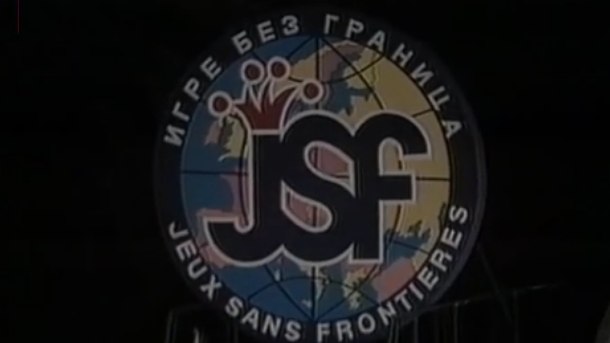 ИГРЕ БЕЗ ГРАНИЦА
JSF
JEUX SANS FRONTIERES